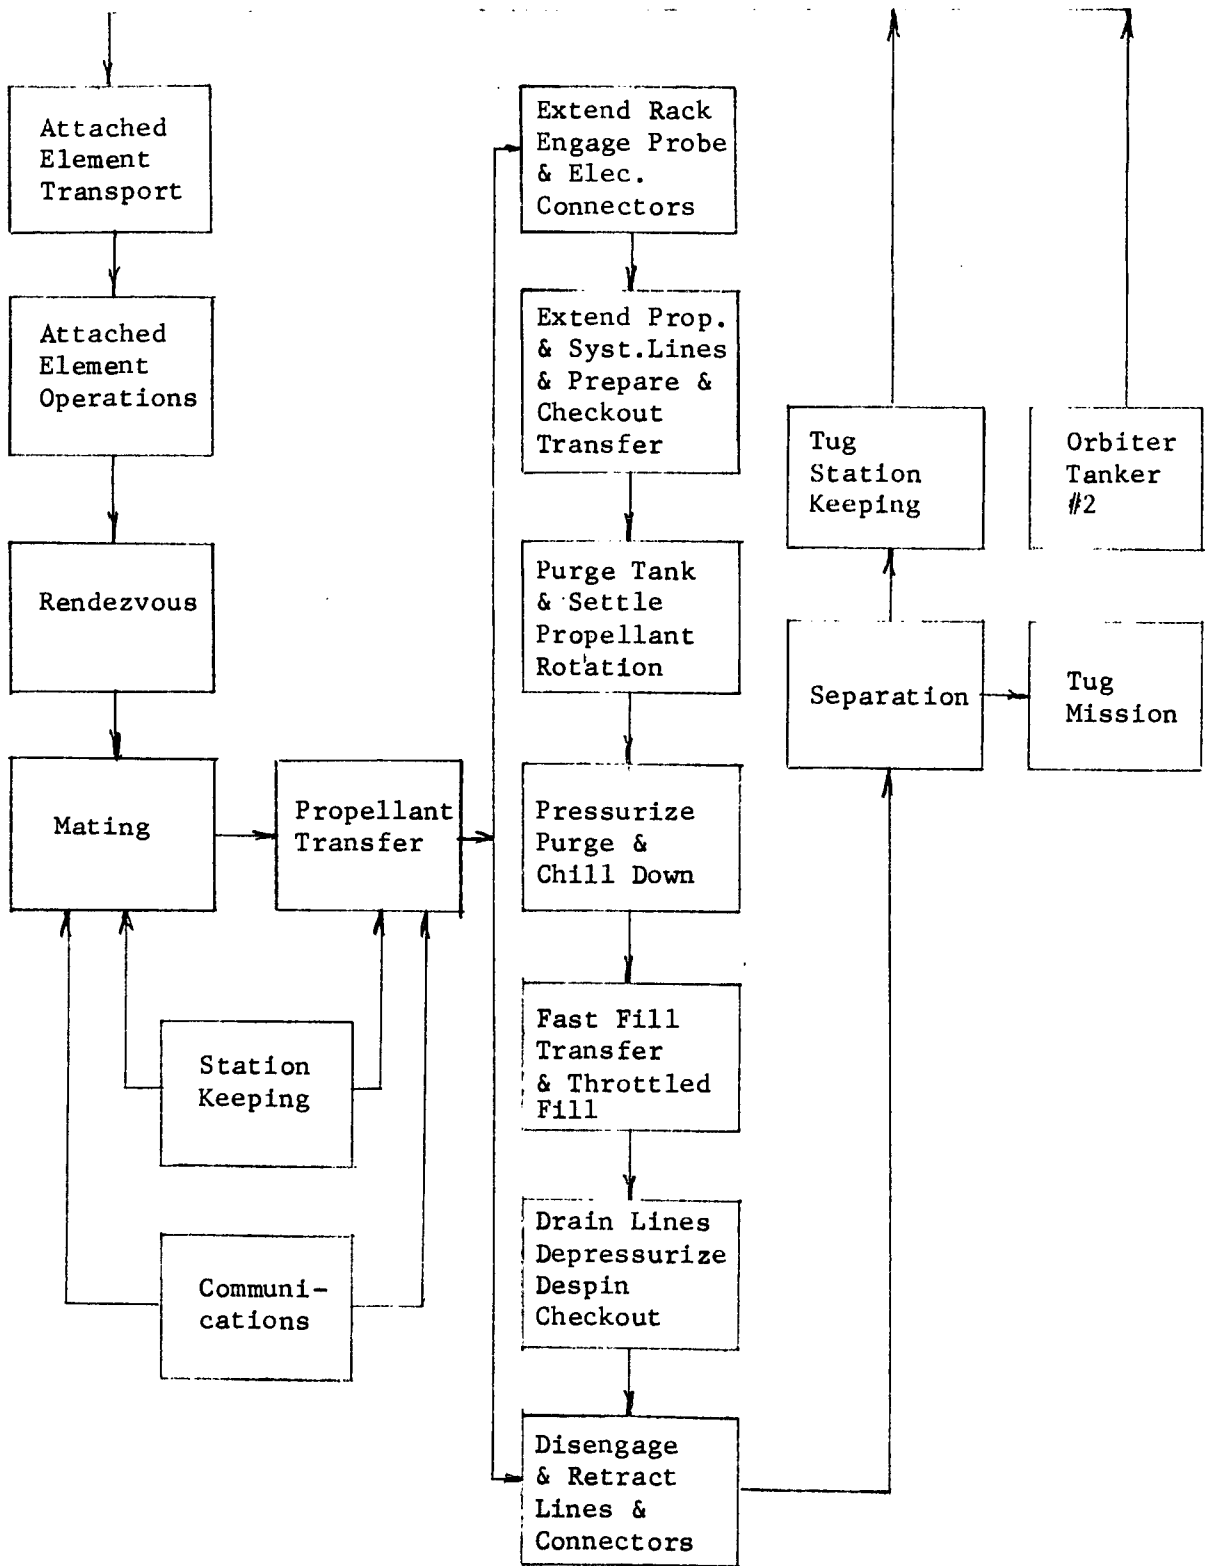 Attached
Element
Transport
Attached
Element
Operations
Rendezvous
Mating
Propellant
Transfer
Station
Keeping
Communi-
cations
Extend Rack
Engage Probe
& Elec.
Connectors
Extend Prop.
& Syst.Lines
& Prepare &
Checkout
Transfer
Purge Tank
& Settle
Propellant
Rotation
Pressurize
Purge &
Chill Down
Fast Fill
Transfer
& Throttled
Fill
Drain Lines
Depressurize
Despin
Checkout
Disengage
& Retract
Lines &
Connectors
Tug
Station
Keeping
Orbiter
Tanker
#2
Separation
Tug
Mission